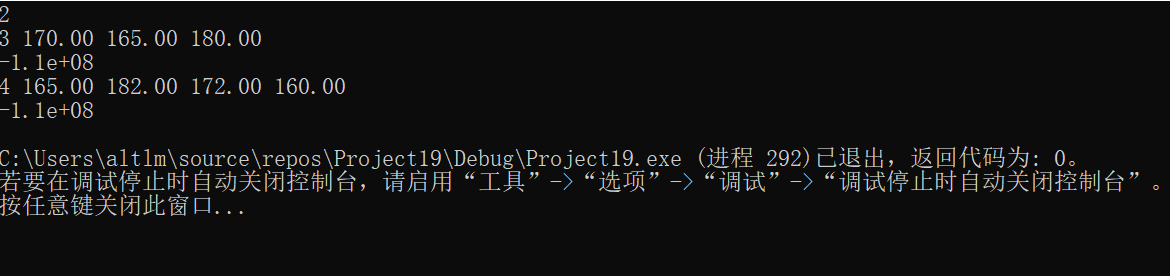 2
3 170.00 165.00 180.00
-1.1e+08
4 165.00 182.00 172.00 160.00
-1.1e+08
C:\Users\altlm\source\repos\Project19\Debug\Project19.exe (进程 292)已退出，返回代码为: 0。
若要在调试停止时自动关闭控制台，请启用“工具”->“选项”->“调试”->“调试停止时自动关闭控制台”。
按任意键关闭此窗口...